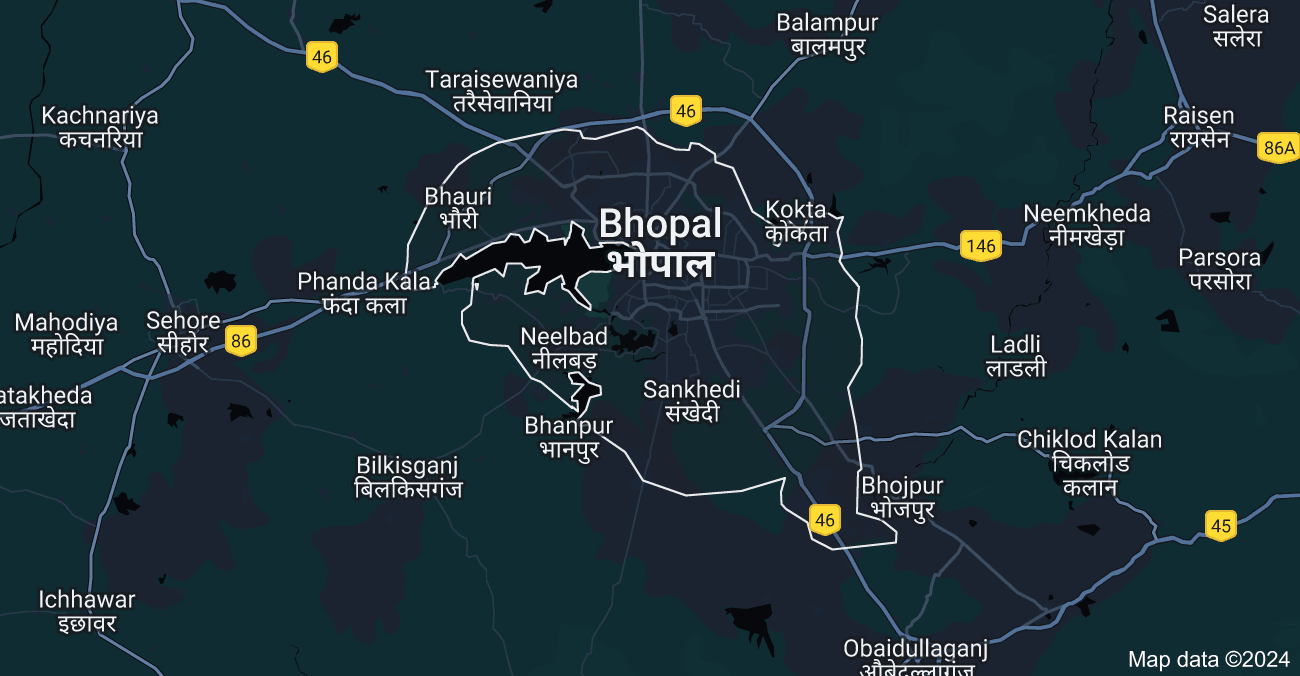 Balampur
बालमपुर
Salera
सलेरा
46
Taraisewaniya
तरैसेवानिया
46
Kachnariya
कचनरिया
Raisen
रायसेन
86A
Bhauri
भौरी
Bhopal
भोपाल
Kokta
कोकता
Neemkheda
नीमखेड़ा
146
Parsora
परसोरा
Phanda Kala
फंदा कला
Mahodiya
महोदिया
Sehore
सीहोर
86
Neelbad
नीलबड़
Ladli
लाडली
atakheda
जताखेदा
Sankhedi
संखेदी
Bhanpur
भानपुर
Chiklod Kalan
चिकलोड
कलान
Bilkisganj
बिलकिसगंज
Bhojpur
भोजपुर
46
45
Ichhawar
इछावर
Obaidullaganj
औबेदुल्लागंज
Map data ©2024